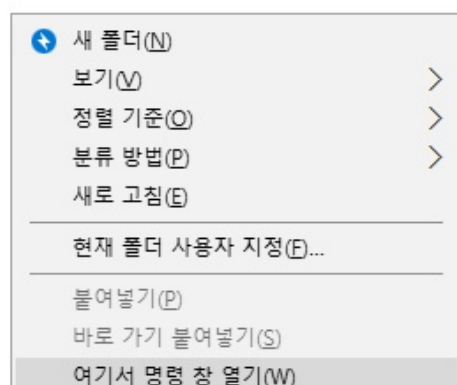 새 폴더(N)
보기(V)
정렬 기준(O)
분류 방법(P)
새로 고침(E)
현재 폴더 사용자 지정(F)...
붙여넣기(P)
바로 가기 붙여넣기(S)
여기서 명령 창 열기(W)